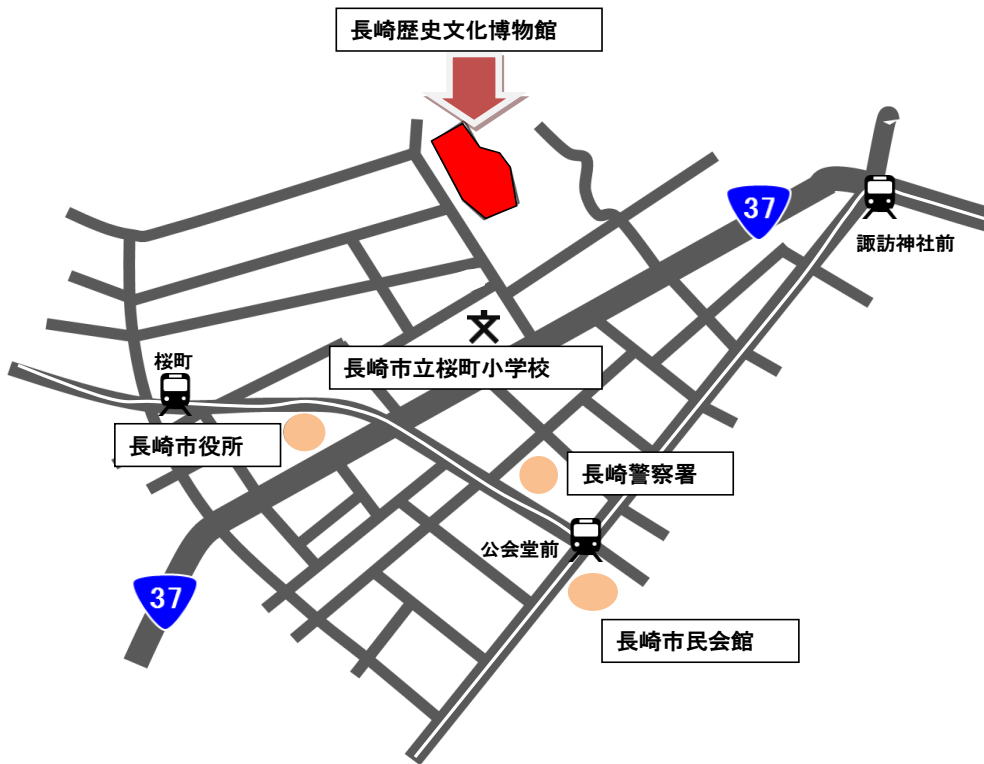 長崎歴史文化博物館
37
諏訪神社前
桜町
長崎市立桜町小学校
長崎市役所
長崎警察署
公会堂前
37
長崎市民会館